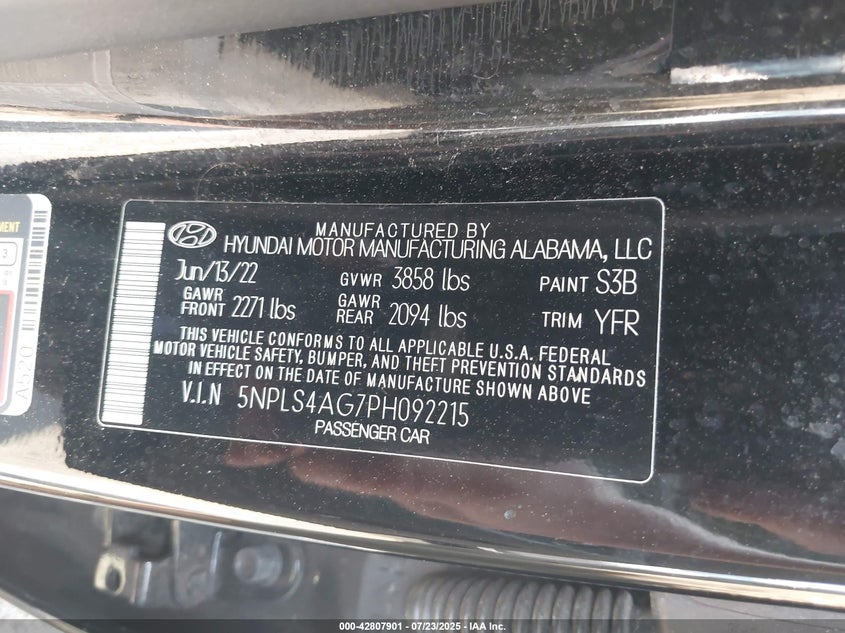 MENT
3
A520
MANUFACTURED BY
HYUNDAI MOTOR MANUFACTURING ALABAMA, LLC
Jun/13/22 GVWR 3858 lbs PAINT S3B
GAWR FRONT 2271 lbs GAWR REAR 2094 lbs TRIM YFR
THIS VEHICLE CONFORMS TO ALL APPLICABLE U.S.A. FEDERAL
MOTOR VEHICLE SAFETY, BUMPER, AND THEFT PREVENTION STANDARDS
IN EFFECT ON THE DATE OF MANUFACTURE SHOWN ABOVE
V.I.N 5NPLS4AG7PH092215
PASSENGER CAR
000-42807901 - 07/23/2025 - IAA Inc.